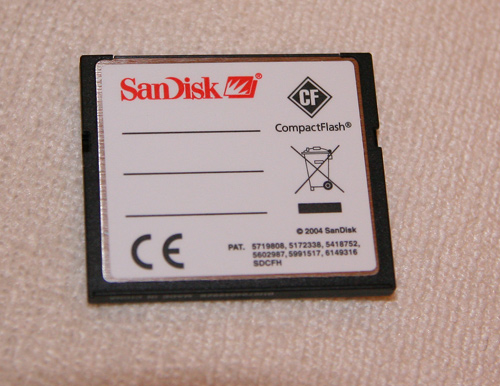 SanDisk®
CF
CompactFlash®
© 2004 SanDisk
CE
PAT. 5719808, 5172338, 5418752,
5602987, 5991517, 6149316
SDCFH